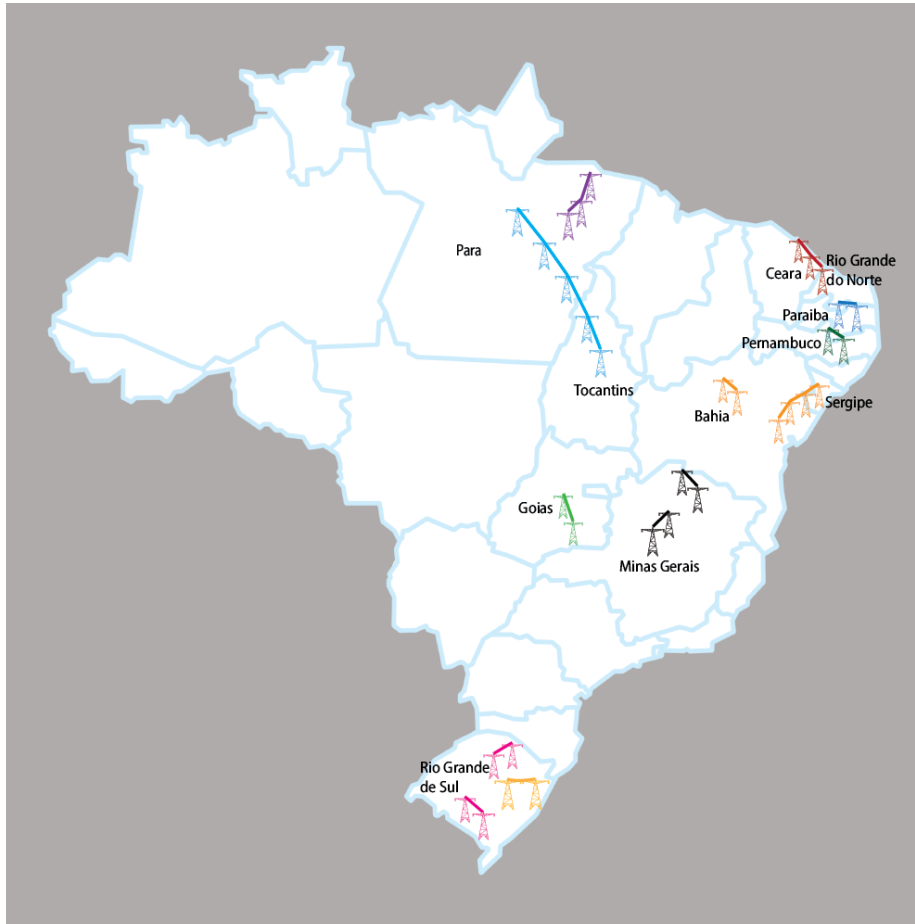 Para
Rio Grande
do Norte
Ceara
Paraiba
Pernambuco
Tocantins
Bahia
Sergipe
Goias
Minas Gerais
Rio Grande
de Sul